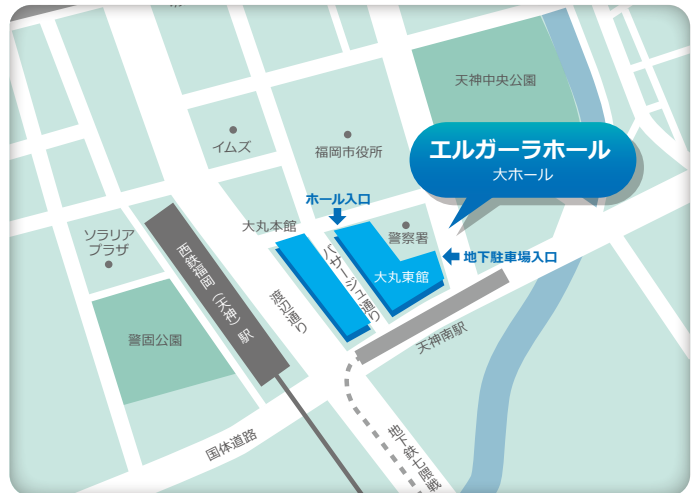 天神中央公園
イムズ
福岡市役所
エルガーラホール
大ホール
ホール入口
大丸本館
警察署
地下駐車場入口
大丸東館
パサージュ通り
ソラリア
プラザ
西鉄福岡(天神)駅
渡辺通り
警固公園
天神南駅
国体道路
地下鉄七隈戦